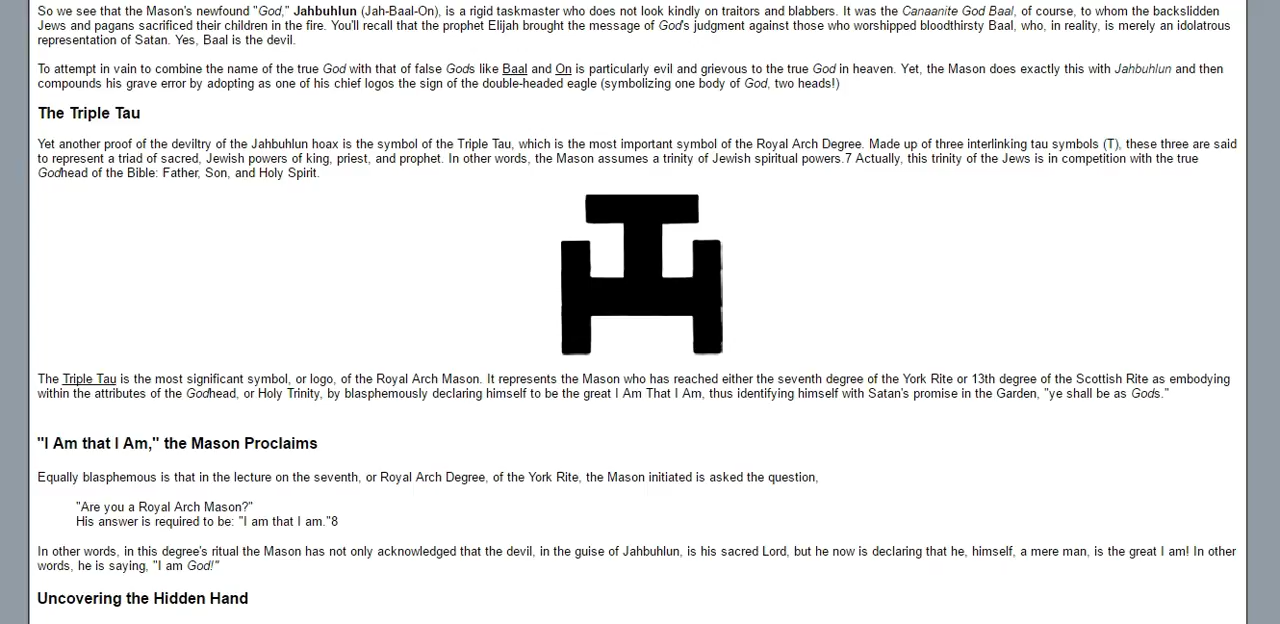 So we see that the Mason's newfound "God," Jahbuhlun (Jah-Baal-On), is a rigid taskmaster who does not look kindly on traitors and blabbers. It was the Canaanite God Baal, of course, to whom the backslidden
Jews and pagans sacrificed their children in the fire. You'll recall that the prophet Elijah brought the message of God's judgment against those who worshipped bloodthirsty Baal, who, in reality, is merely an idolatrous
representation of Satan. Yes, Baal is the devil.
To attempt in vain to combine the name of the true God with that of false Gods like Baal and On is particularly evil and grievous to the true God in heaven. Yet, the Mason does exactly this with Jahbuhlun and then
compounds his grave error by adopting as one of his chief logos the sign of the double-headed eagle (symbolizing one body of God, two heads!)
The Triple Tau
Yet another proof of the deviltry of the Jahbuhlun hoax is the symbol of the Triple Tau, which is the most important symbol of the Royal Arch Degree. Made up of three interlinking tau symbols (T), these three are said
to represent a triad of sacred, Jewish powers of king, priest, and prophet. In other words, the Mason assumes a trinity of Jewish spiritual powers.7 Actually, this trinity of the Jews is in competition with the true
Godhead of the Bible: Father, Son, and Holy Spirit.
The Triple Tau is the most significant symbol, or logo, of the Royal Arch Mason. It represents the Mason who has reached either the seventh degree of the York Rite or 13th degree of the Scottish Rite as embodying
within the attributes of the Godhead, or Holy Trinity, by blasphemously declaring himself to be the great I Am That I Am, thus identifying himself with Satan's promise in the Garden, "ye shall be as Gods."
"I Am that I Am," the Mason Proclaims
Equally blasphemous is that in the lecture on the seventh, or Royal Arch Degree, of the York Rite, the Mason initiated is asked the question,
"Are you a Royal Arch Mason?"
His answer is required to be: "I am that I am."8
In other words, in this degree's ritual the Mason has not only acknowledged that the devil, in the guise of Jahbuhlun, is his sacred Lord, but he now is declaring that he, himself, a mere man, is the great I am! In other
words, he is saying, "I am God!"
Uncovering the Hidden Hand